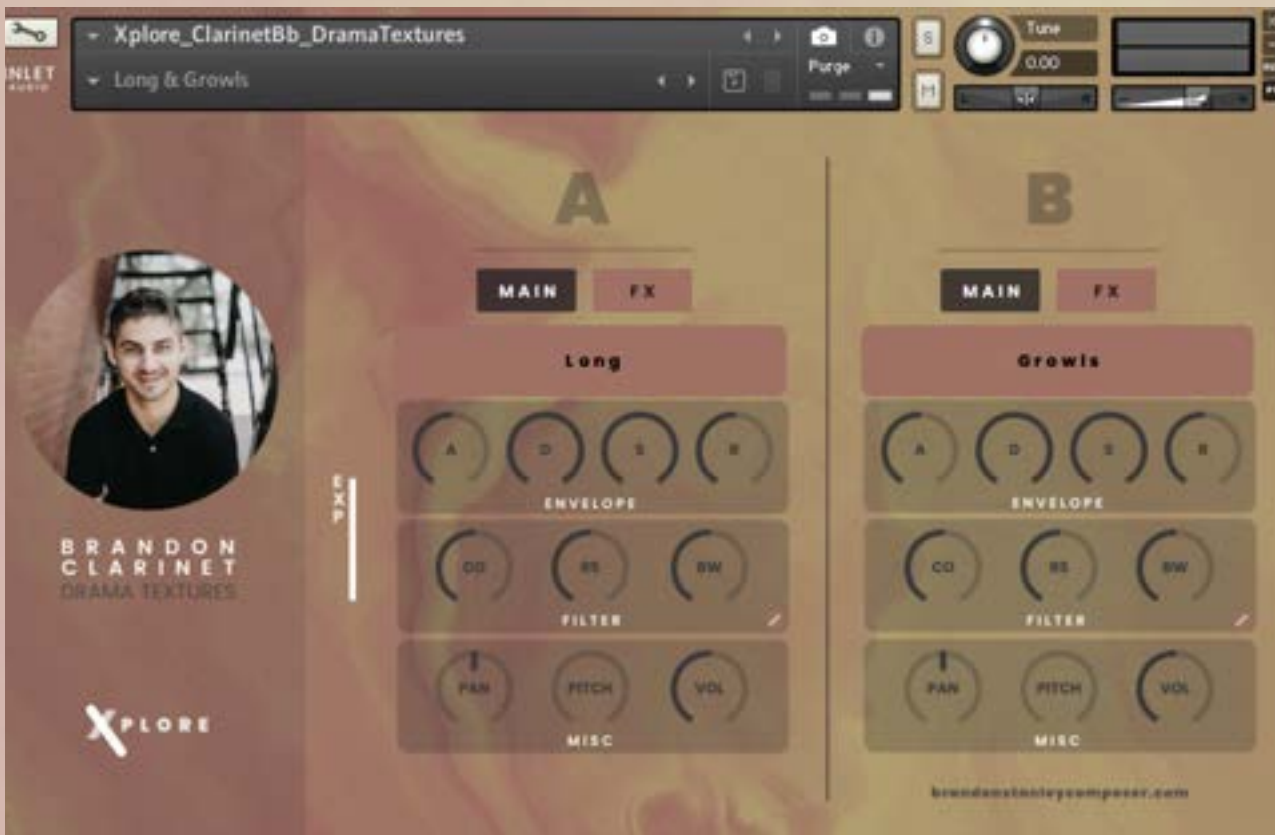 Xplore_ClarinetBb_DramaTextures
Long & Growls
Purge
S
M
Tune
0.00
L
R
INLET
AUDIO
A
B
MAIN
FX
MAIN
FX
Long
Growls
A
D
S
R
ENVELOPE
A
D
S
R
ENVELOPE
EXP
CO
RS
BW
FILTER
CO
RS
BW
FILTER
PAN
PITCH
VOL
MISC
PAN
PITCH
VOL
MISC
BRANDON
CLARINET
DRAMA TEXTURES
XPLORE
brandonstanleycomposer.com